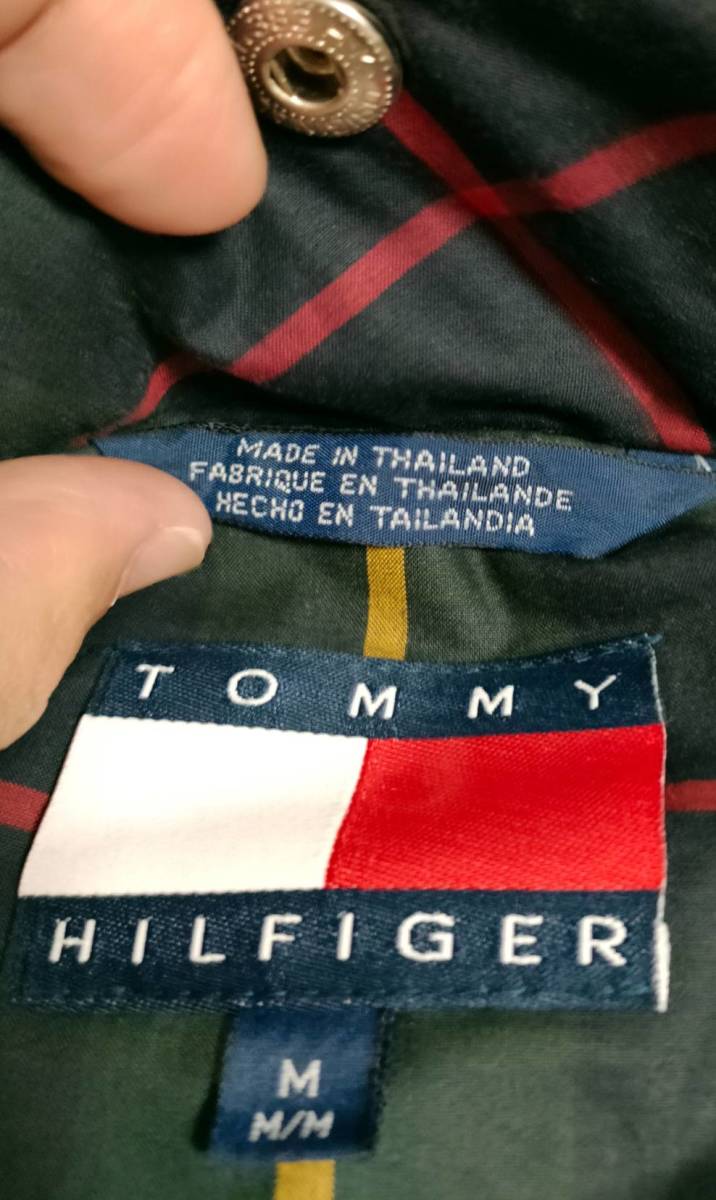 MADE IN THAILAND
FABRIQUE EN THAILANDE
HECHO EN TAILANDIA
TOMMY
HILFIGER
M
M/M